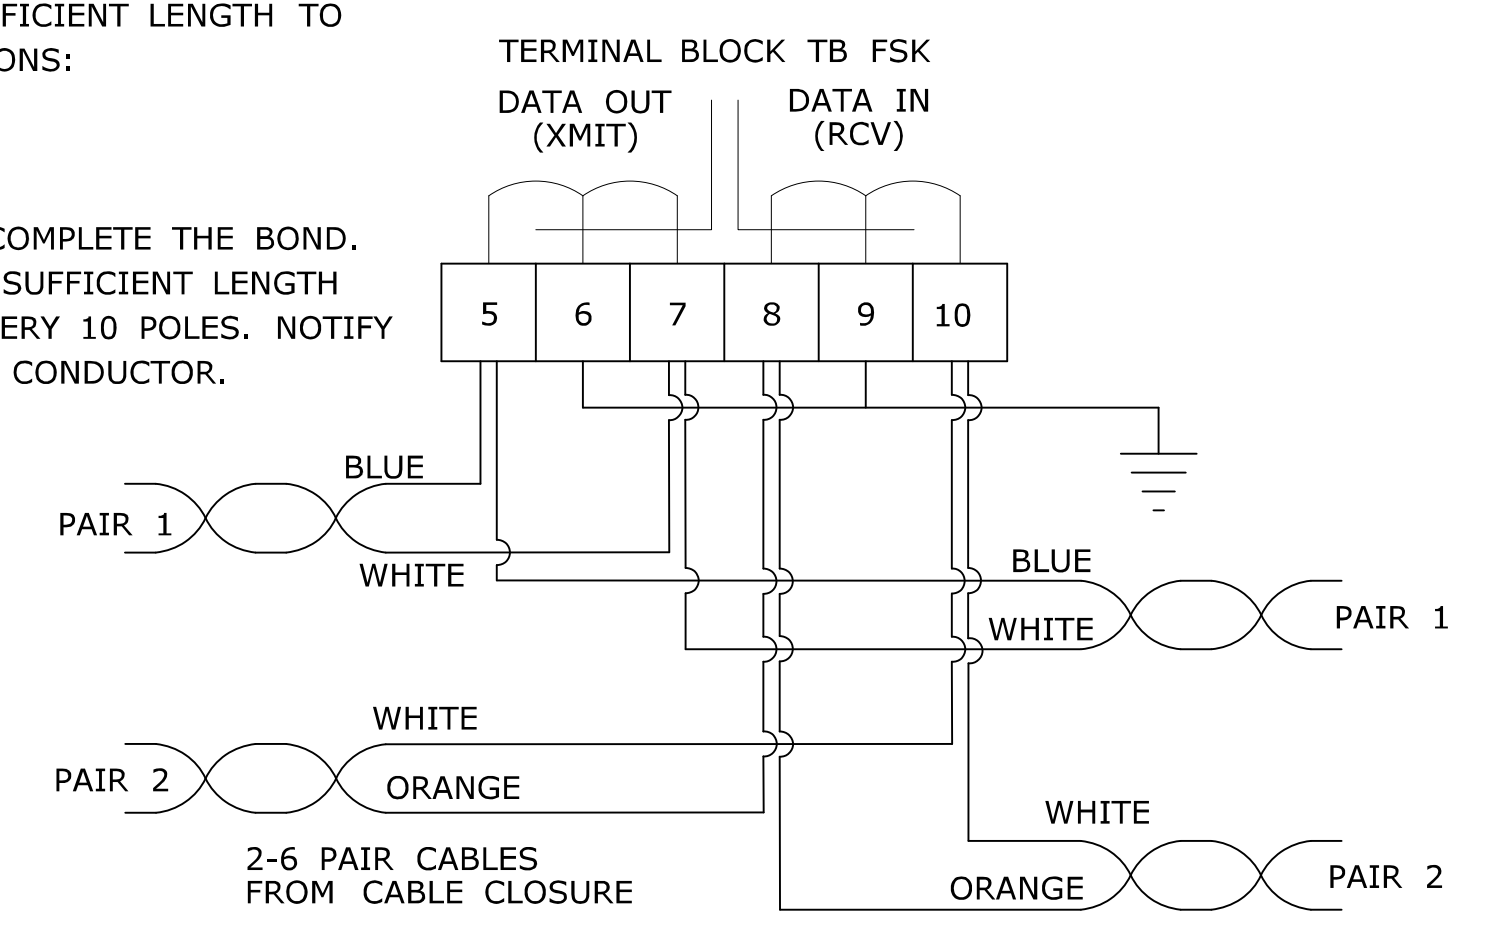 FICIENT LENGTH TO
ONS:
COMPLETE THE BOND.
SUFFICIENT LENGTH
ERY 10 POLES. NOTIFY
CONDUCTOR.
TERMINAL BLOCK TB FSK
DATA OUT
(XMIT)
DATA IN
(RCV)
5 6 7 8 9 10
BLUE
PAIR 1
WHITE
BLUE
WHITE
PAIR 1
WHITE
PAIR 2
ORANGE
WHITE
ORANGE
PAIR 2
2-6 PAIR CABLES
FROM CABLE CLOSURE